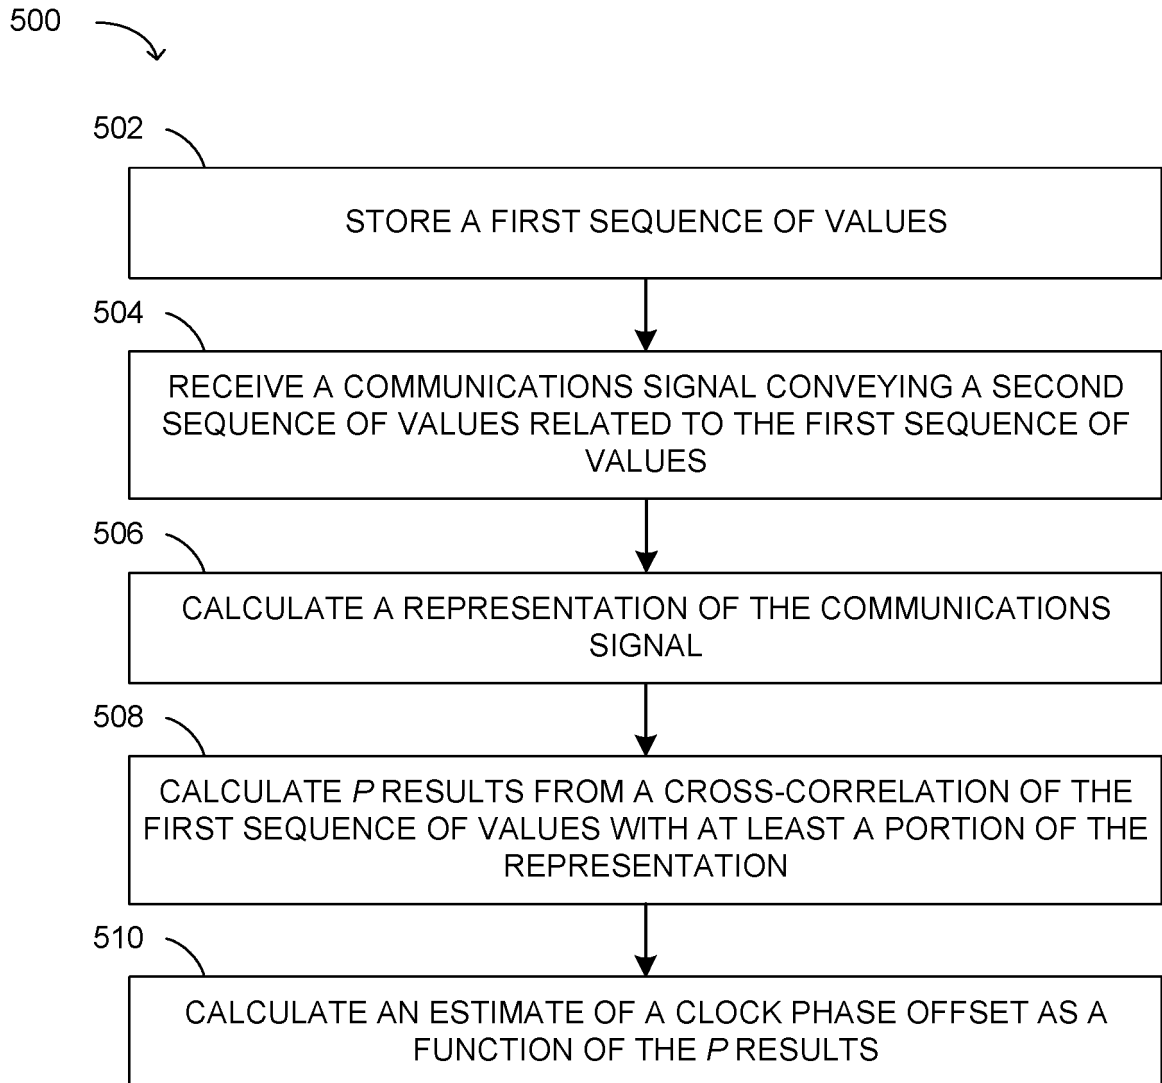 500
502
STORE A FIRST SEQUENCE OF VALUES
504
RECEIVE A COMMUNICATIONS SIGNAL CONVEYING A SECOND
SEQUENCE OF VALUES RELATED TO THE FIRST SEQUENCE OF
VALUES
506
CALCULATE A REPRESENTATION OF THE COMMUNICATIONS
SIGNAL
508
CALCULATE P RESULTS FROM A CROSS-CORRELATION OF THE
FIRST SEQUENCE OF VALUES WITH AT LEAST A PORTION OF THE
REPRESENTATION
510
CALCULATE AN ESTIMATE OF A CLOCK PHASE OFFSET AS A
FUNCTION OF THE P RESULTS